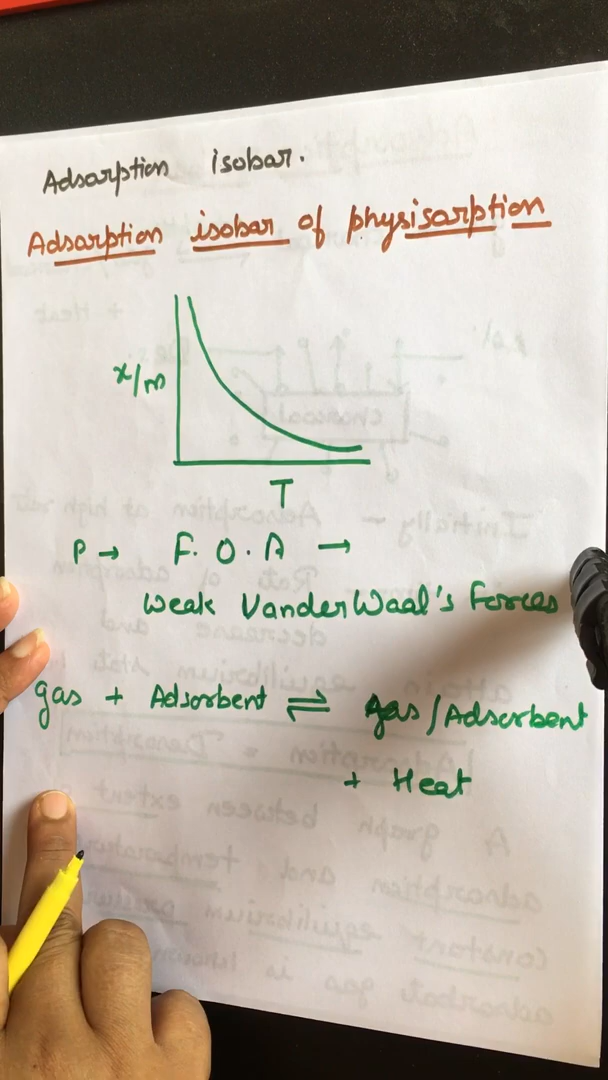 Adsorption isobar.
Adsorption isobar of physisorption
x/m
T
P → F. O. A →
Weak VanderWaal's Forces
gas + Adsorbent ⇌ gas/Adsorbent
+ Heat